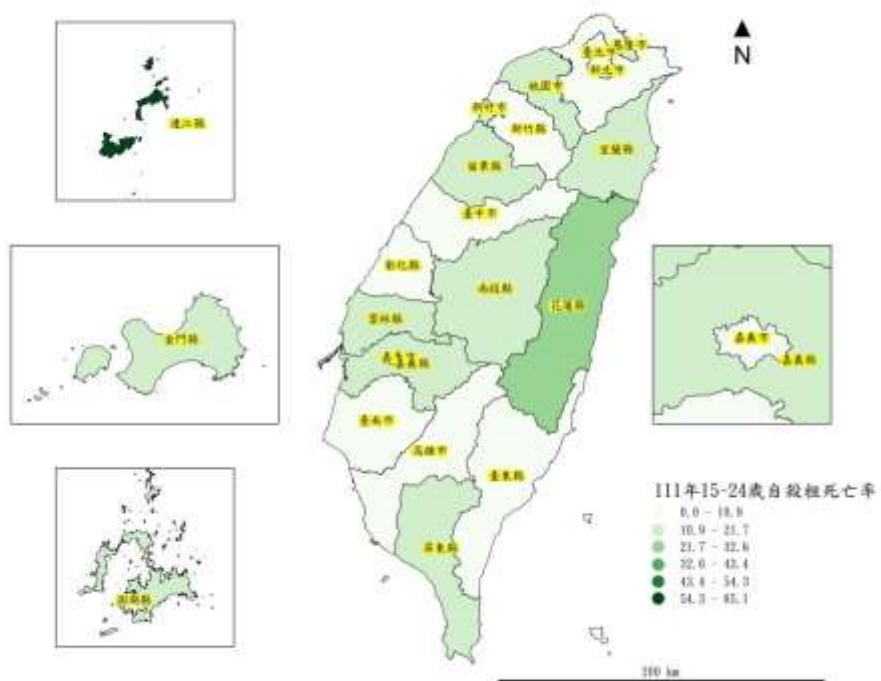 N
連江縣
基隆市
臺北市
新北市
桃園市
新竹市
新竹縣
宜蘭縣
苗栗縣
臺中市
彰化縣
南投縣
花蓮縣
雲林縣
金門縣
嘉義市
嘉義縣
嘉義市
嘉義縣
臺南市
高雄市
臺東縣
屏東縣
澎湖縣
111年15-24歲自殺粗死亡率
0.0 - 10.9
10.9 - 21.7
21.7 - 32.6
32.6 - 43.4
43.4 - 54.3
54.3 - 65.1
200 km